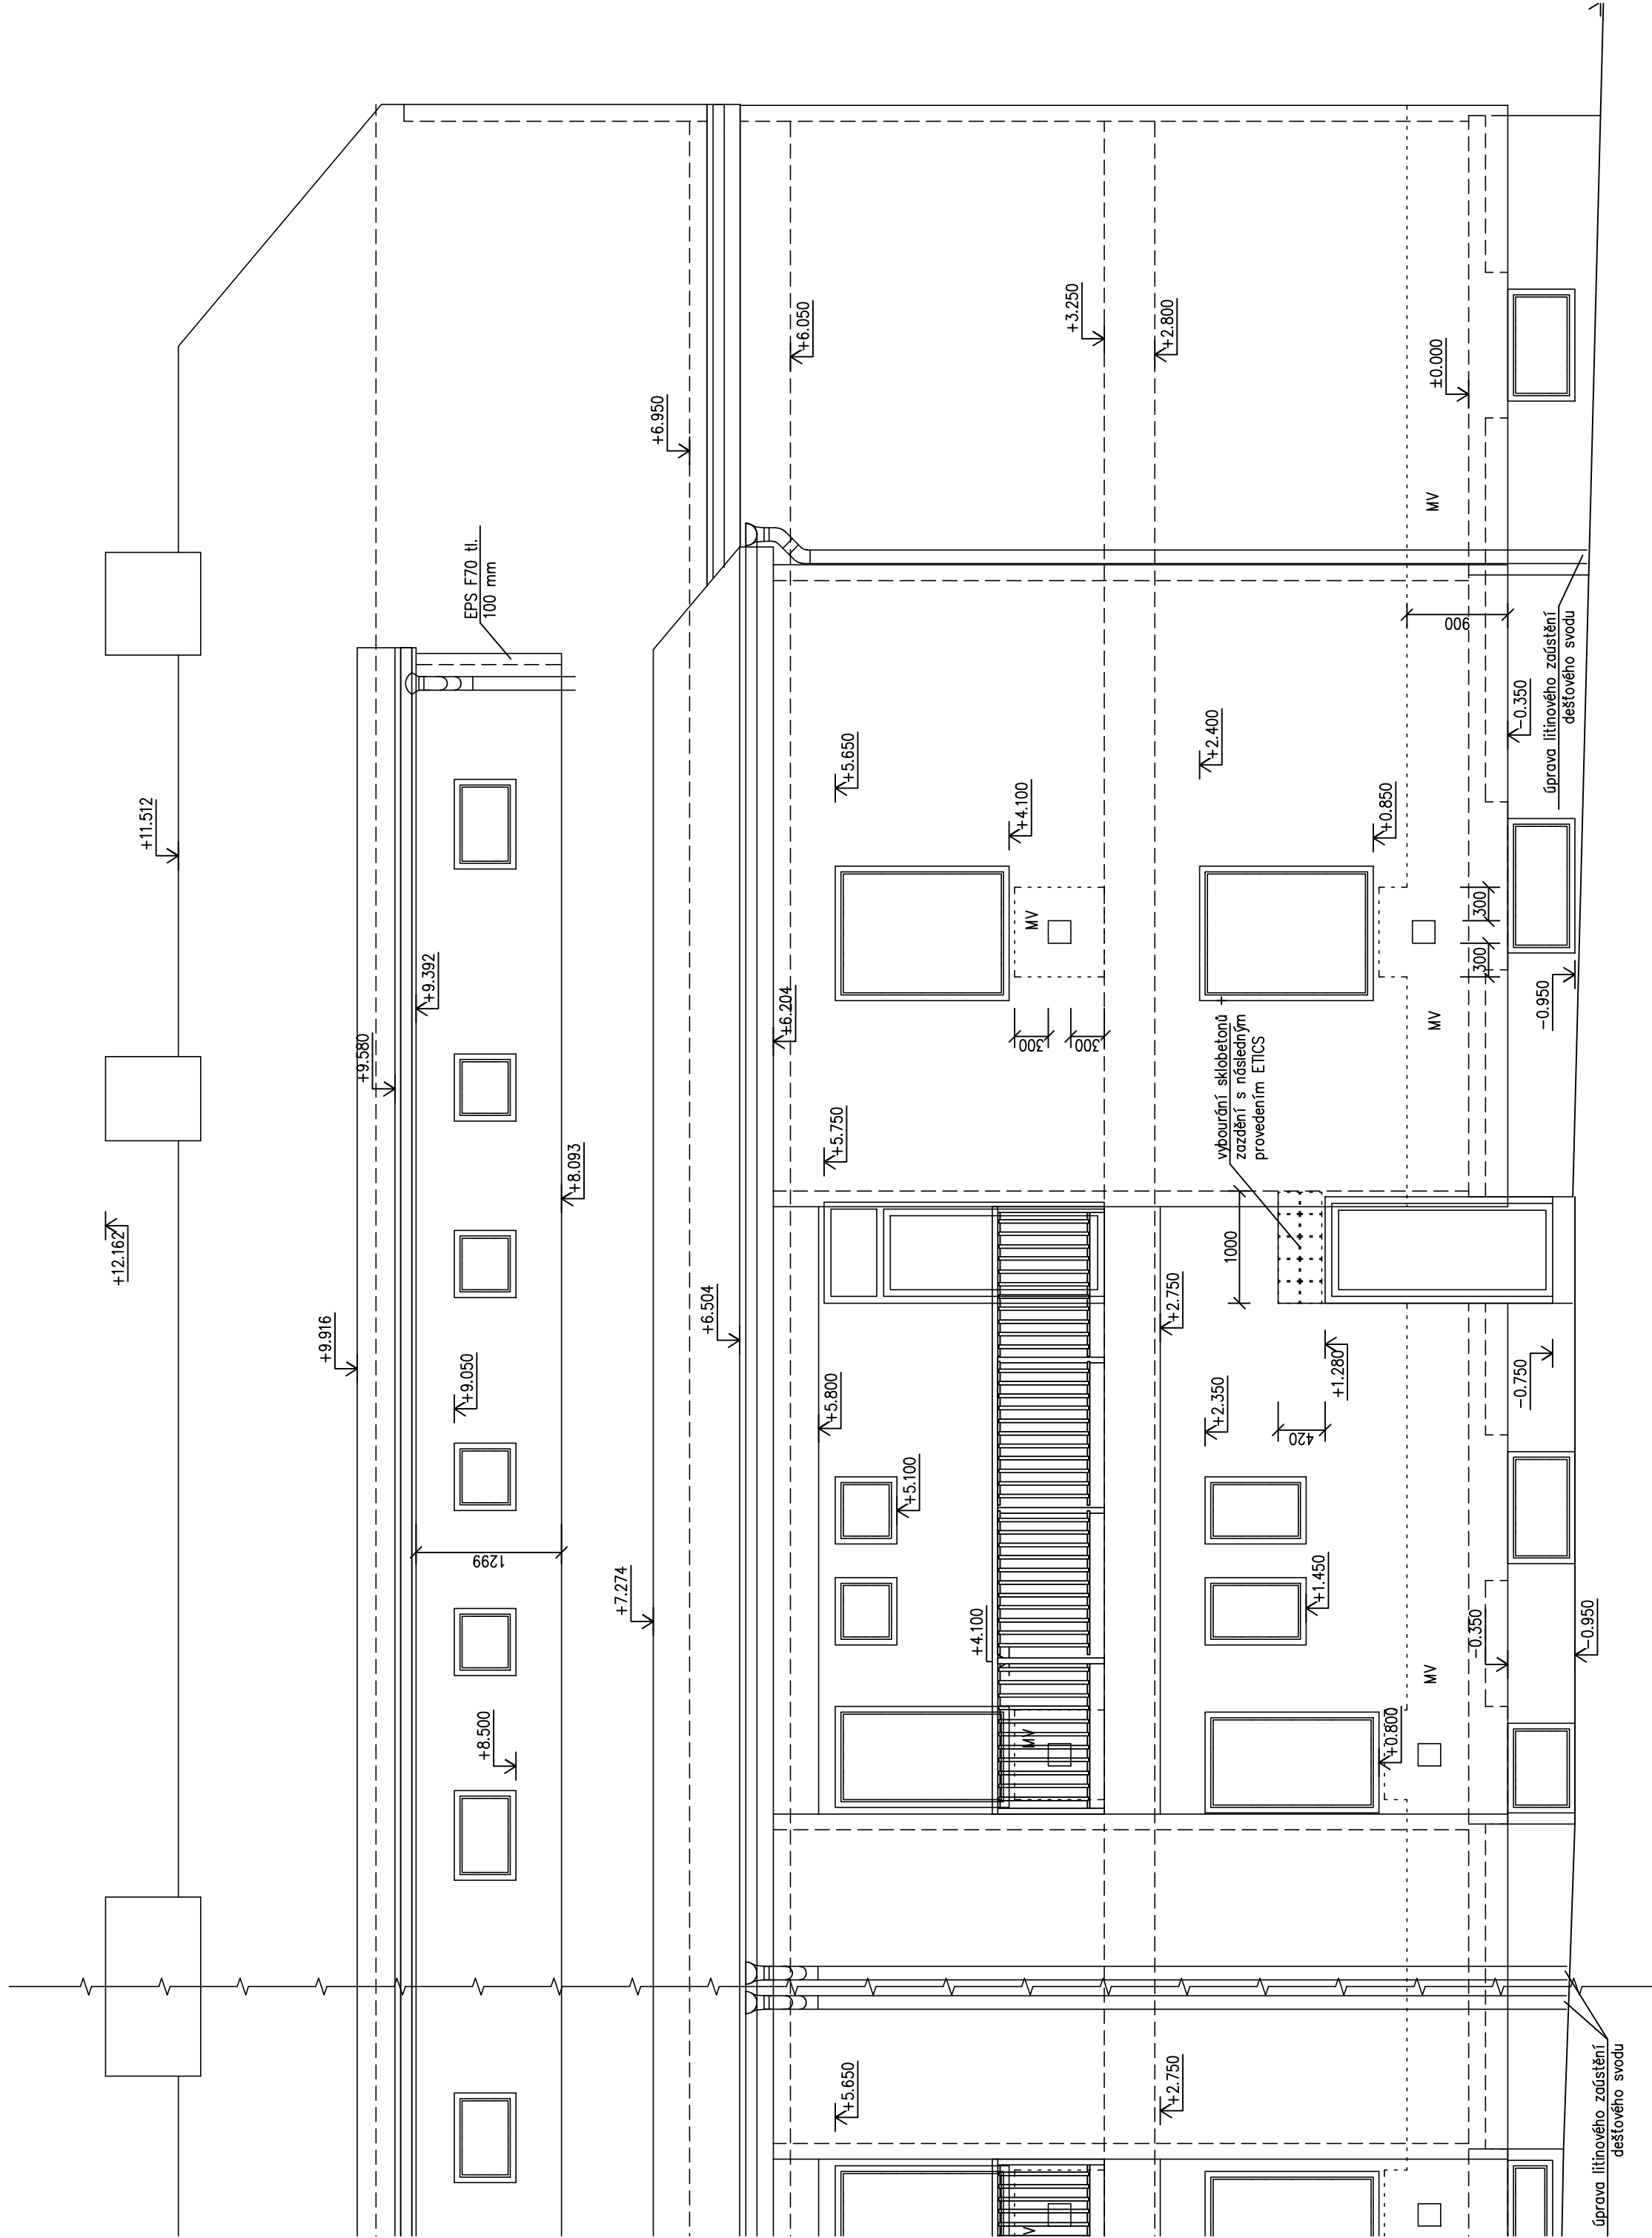 +12.162
+11.512
+9.916
+9.580
+9.392
EPS F70 tl.
100 mm
+9.050
+8.500
1299
+8.093
+7.274
+6.950
+6.504
+6.204
+6.050
+5.800
+5.750
+5.650
+5.650
+5.100
+4.100
+4.100
MV
MV
V
300
300
+3.250
+2.800
+2.750
+2.750
+2.400
+2.350
vybourání sklobetonů +
zazdění s následným
provedením ETICS
1000
420
+1.280
+1.450
+0.850
+0.800
MV
MV
MV
±0.000
900
300
300
-0.350
-0.350
-0.750
-0.950
-0.950
úprava litinového zaústění
dešťového svodu
úprava litinového zaústění
dešťového svodu